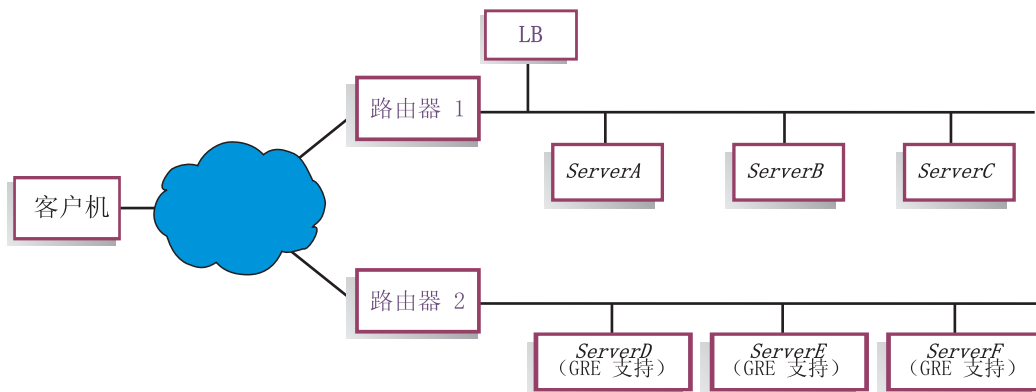 LB
路由器 1
ServerA
ServerB
ServerC
客户机
路由器 2
ServerD
(GRE 支持)
ServerE
(GRE 支持)
ServerF
(GRE 支持)